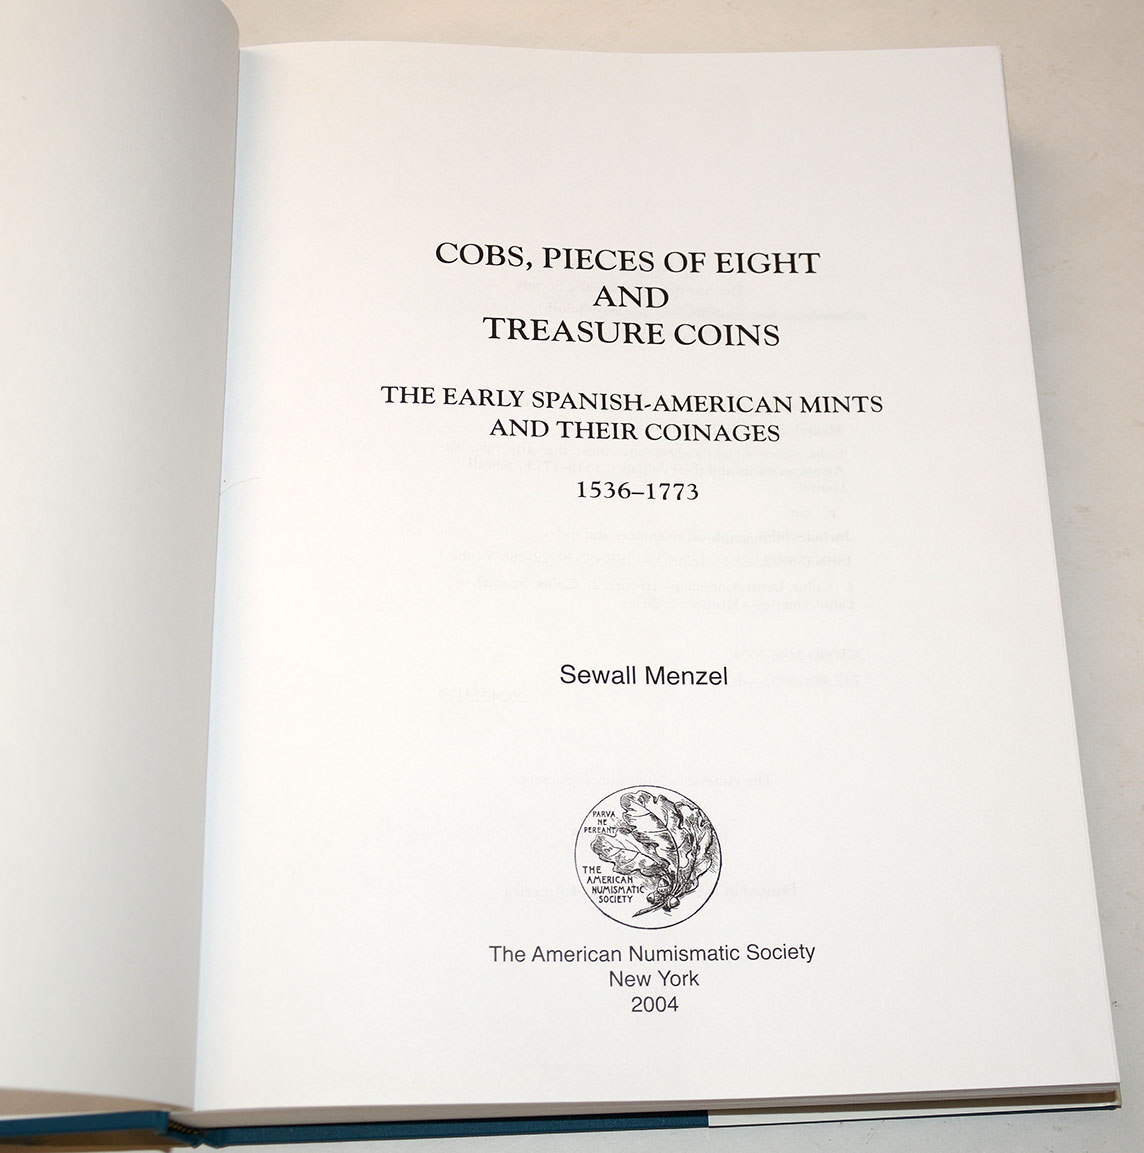 COBS, PIECES OF EIGHT
AND
TREASURE COINS
THE EARLY SPANISH-AMERICAN MINTS
AND THEIR COINAGES
1536–1773
Sewall Menzel
PARVA
NE
PEREANT
THE
AMERICAN
NUMISMATIC
SOCIETY
The American Numismatic Society
New York
2004